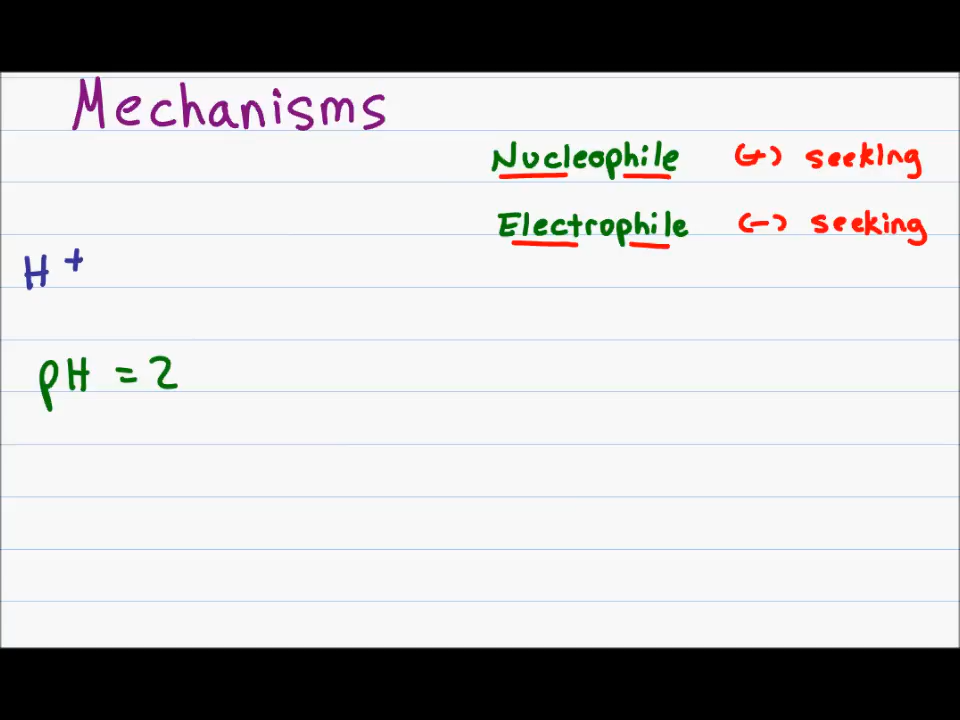 Mechanisms
Nucleophile (+) seeking
Electrophile (-) seeking
H +
pH = 2